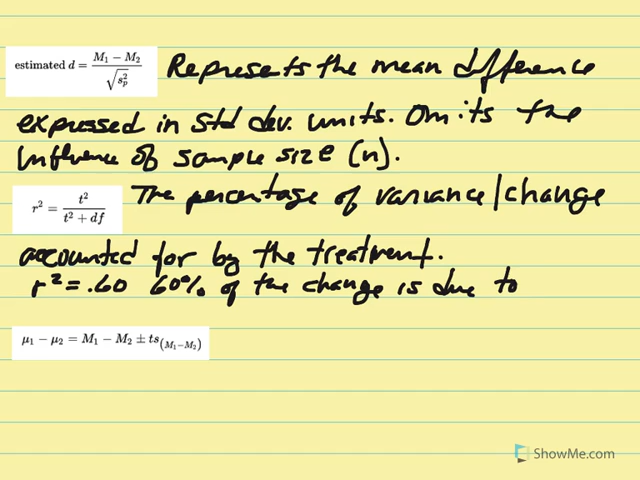 estimated d = M₁ − M₂ / √s²ₚ Represents the mean difference
expressed in Std dev. units. Omits the
influence of sample size (n).
r² = t² / t² + df The percentage of variance/change
accounted for by the treatment.
r² = .60 60% of the change is due to
μ₁ − μ₂ = M₁ − M₂ ± ts(M₁−M₂)
ShowMe.com